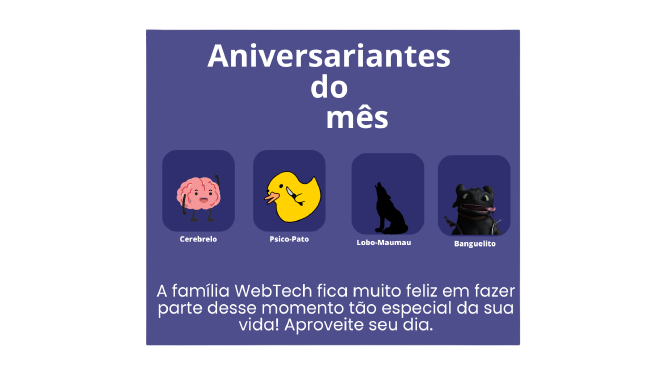 Aniversariantes
do
mês
Cerebrelo
Psico-Pato
Lobo-Maumau
Banguelito
A família WebTech fica muito feliz em fazer
parte desse momento tão especial da sua
vida! Aproveite seu dia.